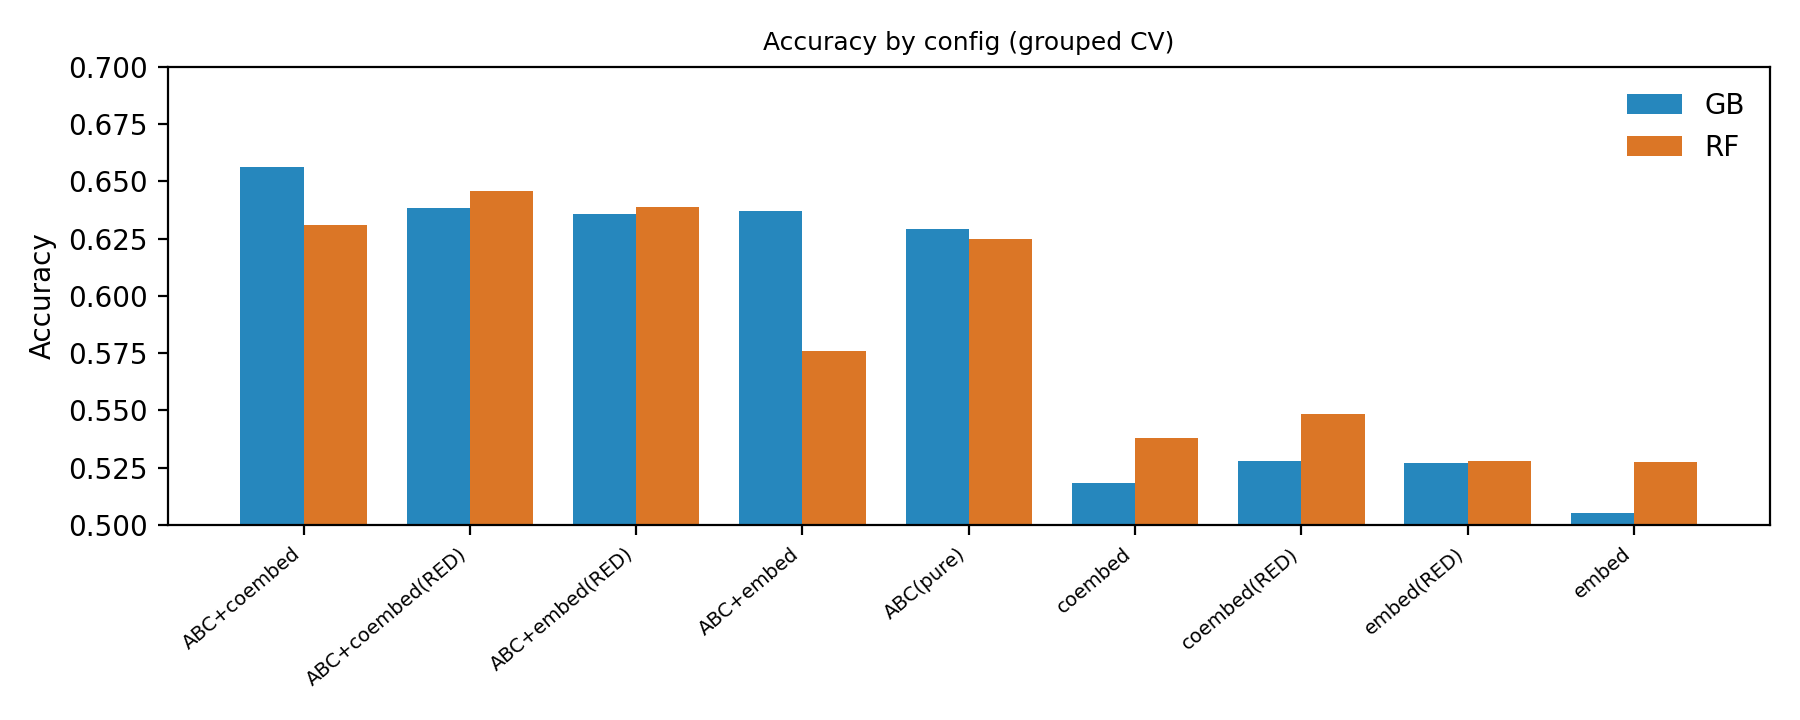 Accuracy by config (grouped CV)
0.700
0.675
0.650
0.625
0.600
0.575
0.550
0.525
0.500
Accuracy
GB
RF
ABC+coembed
ABC+coembed(RED)
ABC+embed(RED)
ABC+embed
ABC(pure)
coembed
coembed(RED)
embed(RED)
embed